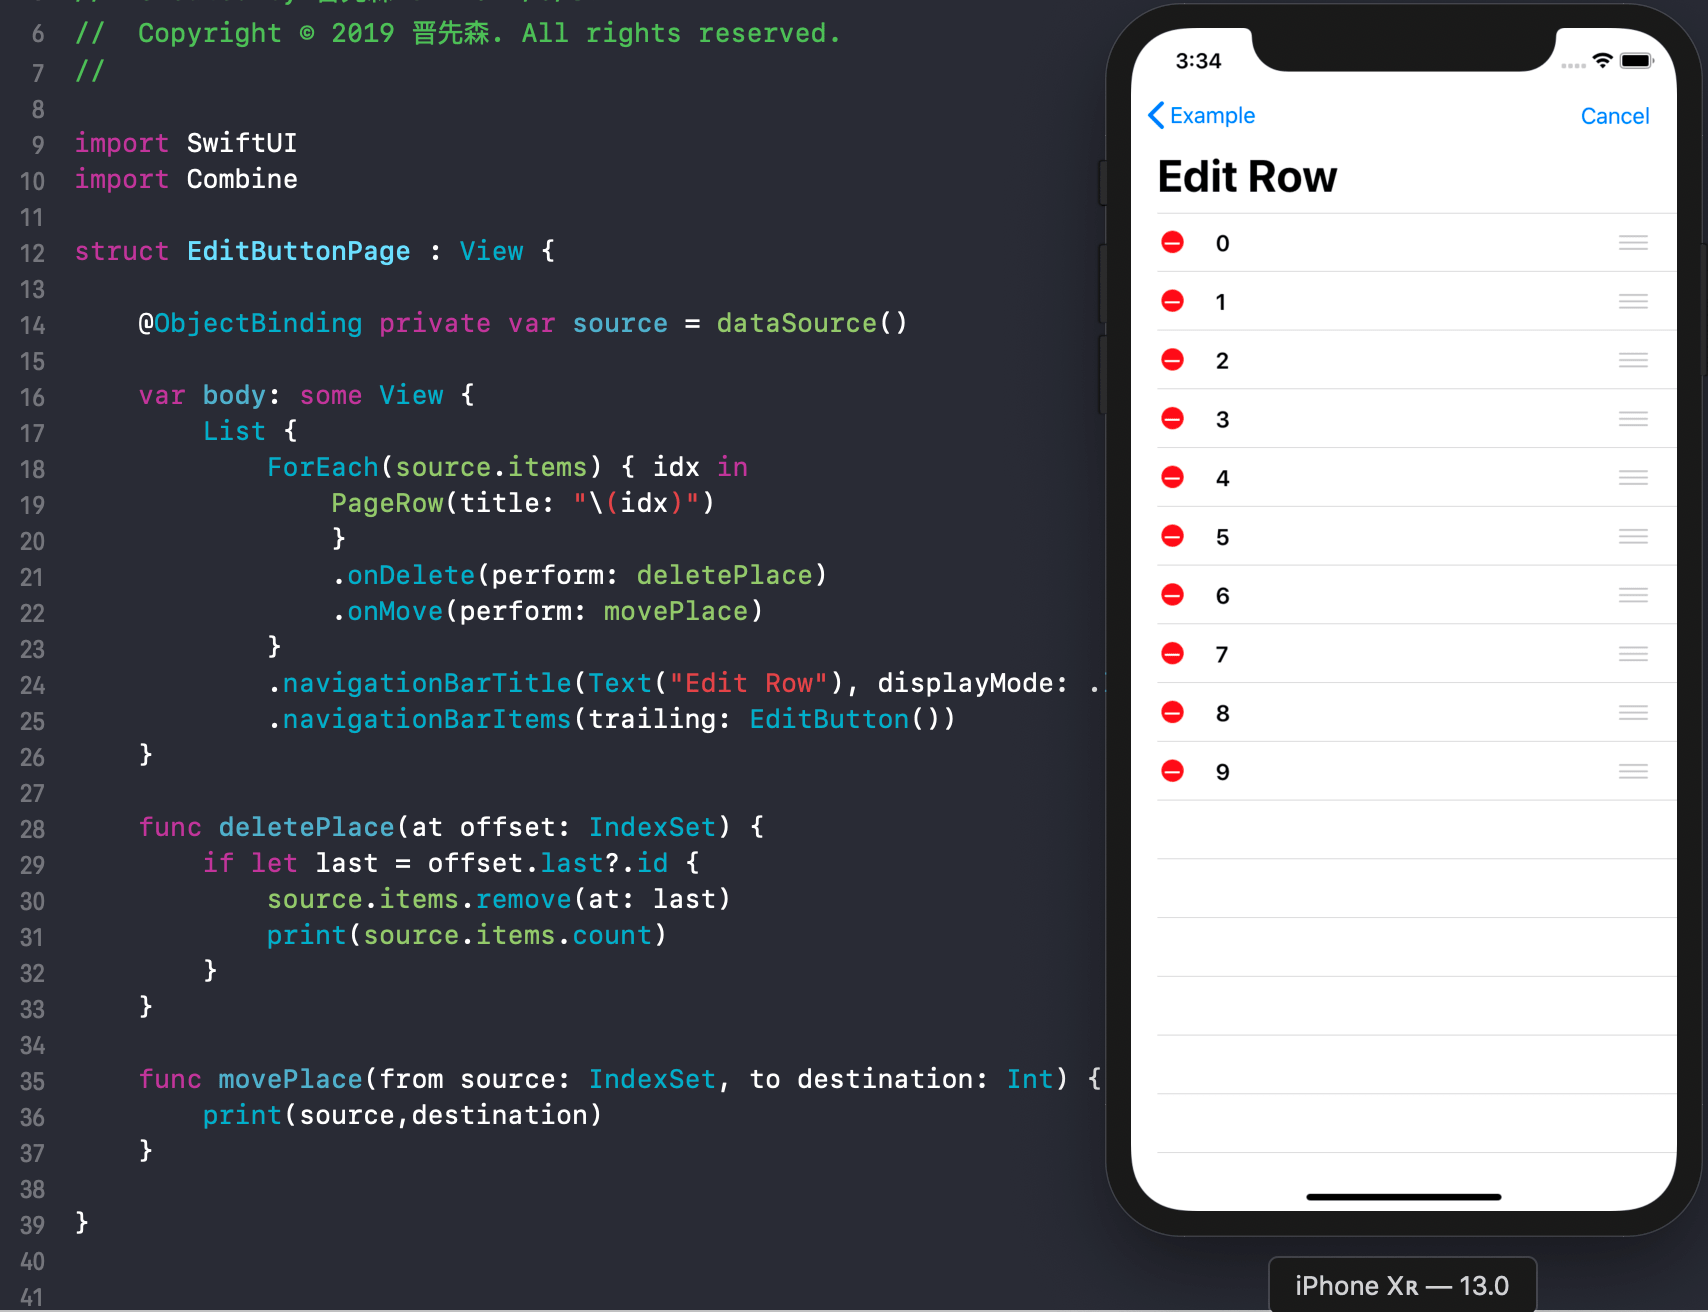 6 //  Copyright © 2019 晋先森. All rights reserved.
7 //
8
9 import SwiftUI
10 import Combine
11
12 struct EditButtonPage : View {
13
14     @ObjectBinding private var source = dataSource()
15
16     var body: some View {
17         List {
18             ForEach(source.items) { idx in
19                 PageRow(title: "\(idx)")
20                 }
21                 .onDelete(perform: deletePlace)
22                 .onMove(perform: movePlace)
23             }
24             .navigationBarTitle(Text("Edit Row"), displayMode: .
25             .navigationBarItems(trailing: EditButton())
26     }
27
28     func deletePlace(at offset: IndexSet) {
29         if let last = offset.last?.id {
30             source.items.remove(at: last)
31             print(source.items.count)
32         }
33     }
34
35     func movePlace(from source: IndexSet, to destination: Int) {
36         print(source,destination)
37     }
38
39 }
40
41
3:34
Example
Cancel
Edit Row
0
1
2
3
4
5
6
7
8
9
iPhone Xʀ — 13.0